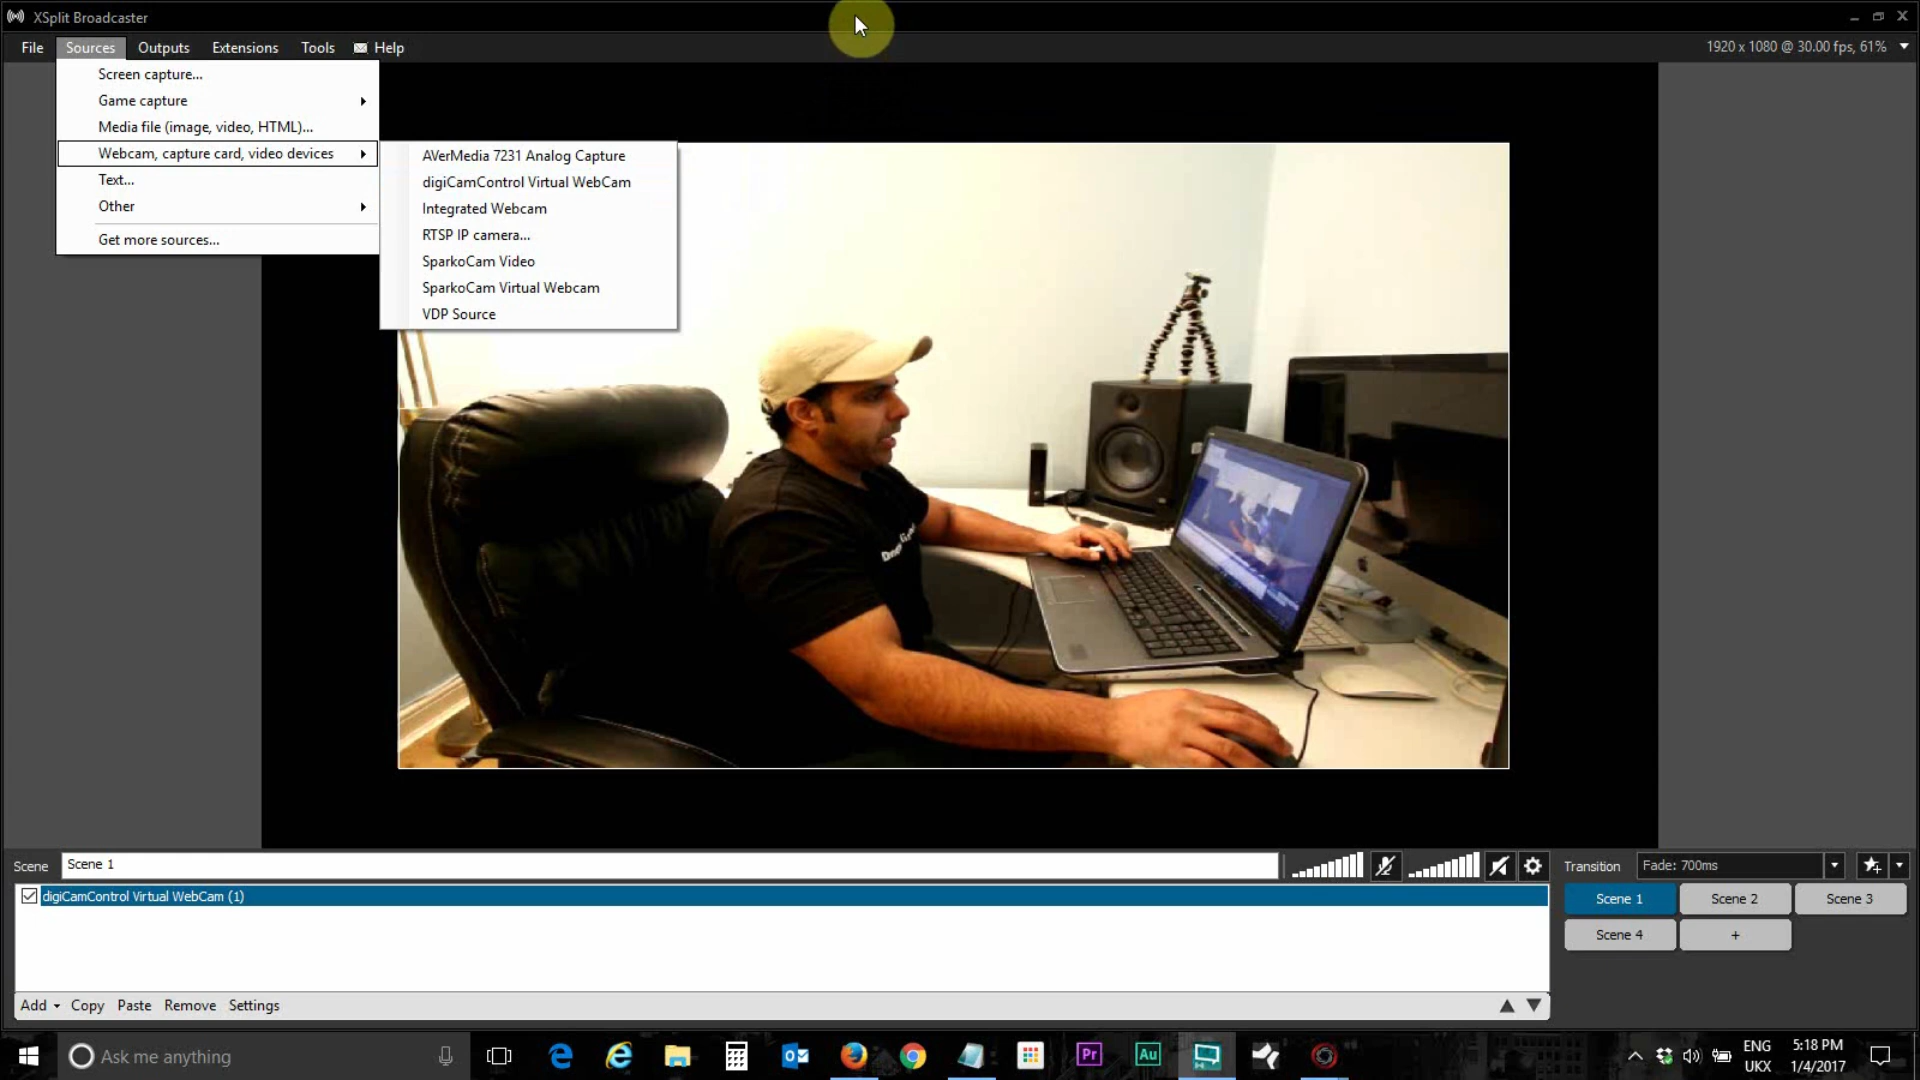 XSplit Broadcaster
File Sources Outputs Extensions Tools Help
1920 x 1080 @ 30.00 fps, 61%
Screen capture...
Game capture
Media file (image, video, HTML)...
Webcam, capture card, video devices
Text...
Other
Get more sources...
AVerMedia 7231 Analog Capture
digiCamControl Virtual WebCam
Integrated Webcam
RTSP IP camera...
SparkoCam Video
SparkoCam Virtual Webcam
VDP Source
Scene Scene 1
Transition Fade: 700ms
digiCamControl Virtual WebCam (1)
Scene 1 Scene 2 Scene 3
Scene 4 +
Add Copy Paste Remove Settings
Ask me anything
Pr
Au
ENG
UKX
5:18 PM
1/4/2017